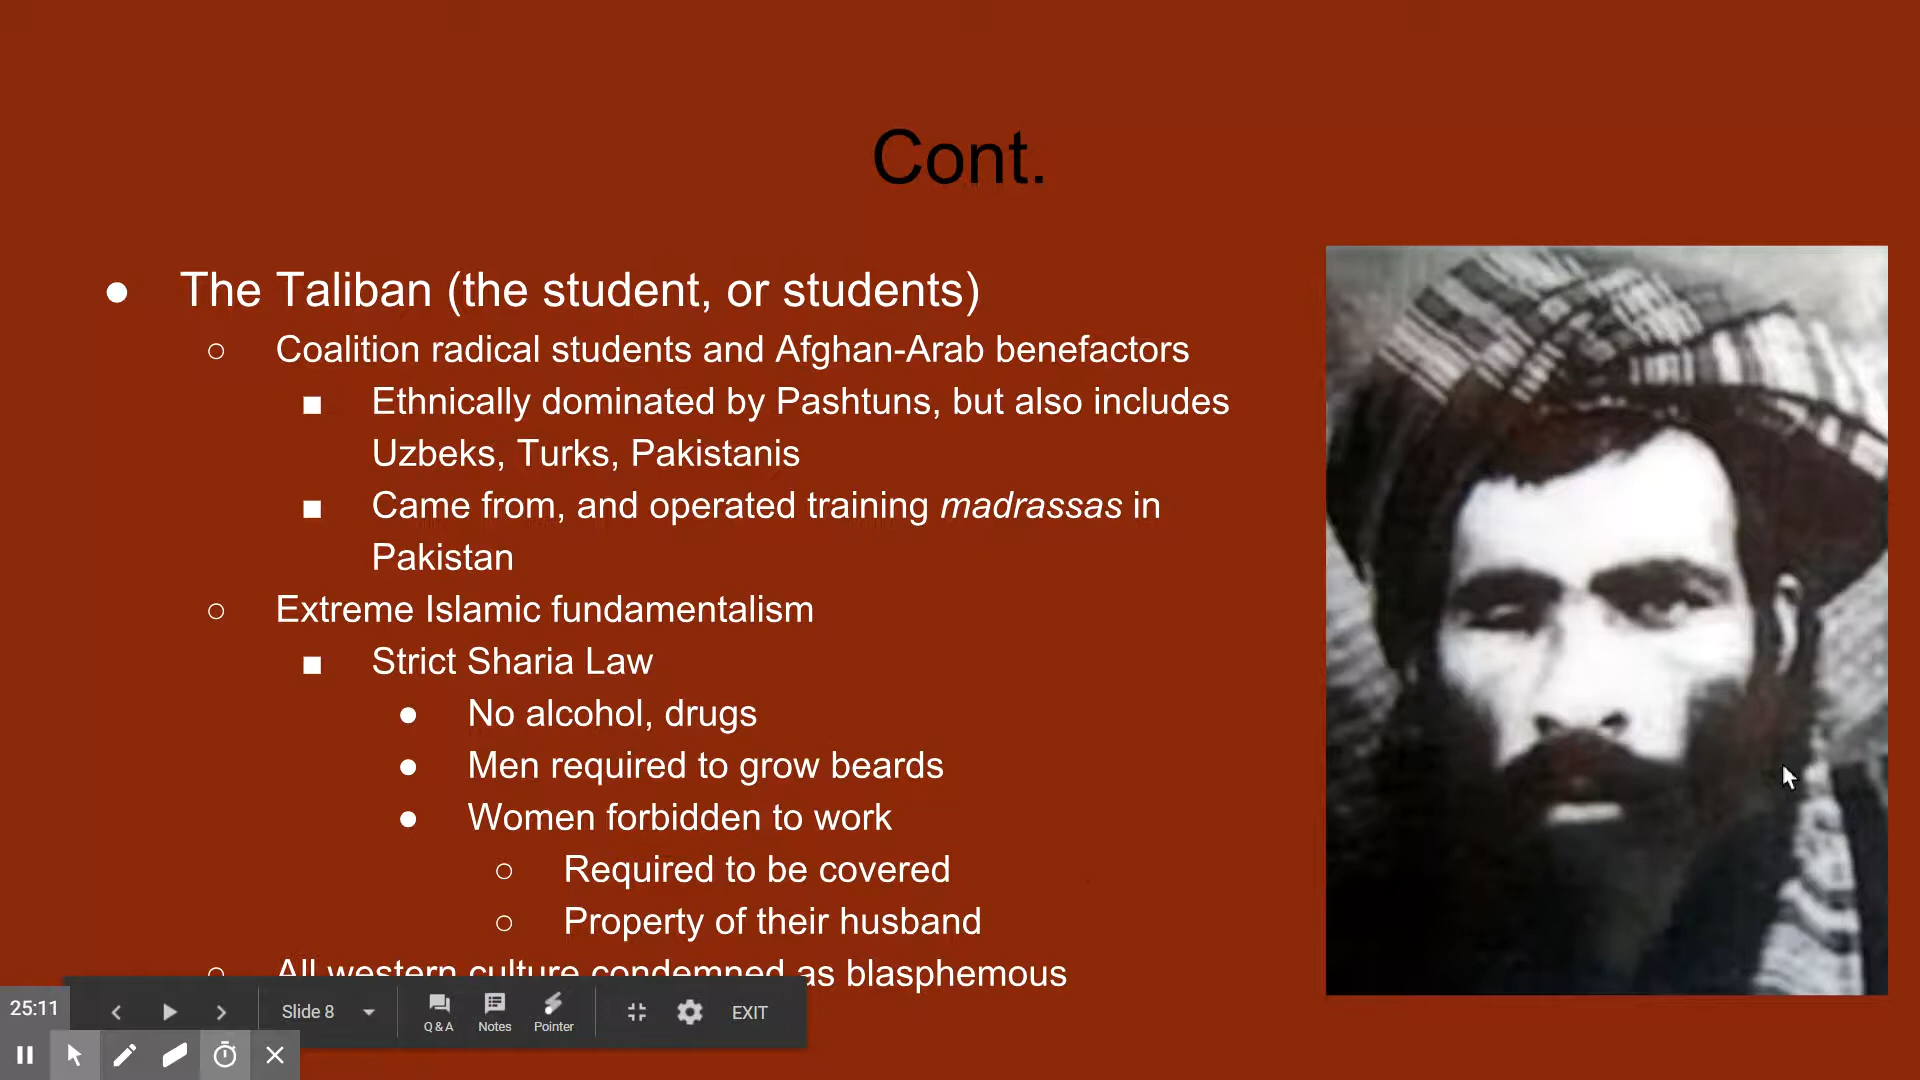 Cont.
● The Taliban (the student, or students)
○ Coalition radical students and Afghan-Arab benefactors
■ Ethnically dominated by Pashtuns, but also includes
Uzbeks, Turks, Pakistanis
■ Came from, and operated training madrassas in
Pakistan
○ Extreme Islamic fundamentalism
■ Strict Sharia Law
● No alcohol, drugs
● Men required to grow beards
● Women forbidden to work
○ Required to be covered
○ Property of their husband
○ All western culture condemned as blasphemous
25:11
Slide 8
Q & A
Notes
Pointer
EXIT